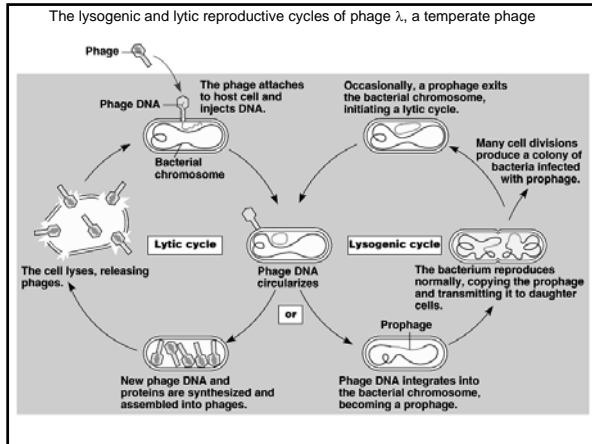 The lysogenic and lytic reproductive cycles of phage λ, a temperate phage
Phage
Phage DNA
The phage attaches
to host cell and
injects DNA.
Bacterial
chromosome
Occasionally, a prophage exits
the bacterial chromosome,
initiating a lytic cycle.
Many cell divisions
produce a colony of
bacteria infected
with prophage.
Lytic cycle
Lysogenic cycle
The cell lyses, releasing
phages.
Phage DNA
circularizes
The bacterium reproduces
normally, copying the prophage
and transmitting it to daughter
cells.
or
Prophage
New phage DNA and
proteins are synthesized and
assembled into phages.
Phage DNA integrates into
the bacterial chromosome,
becoming a prophage.